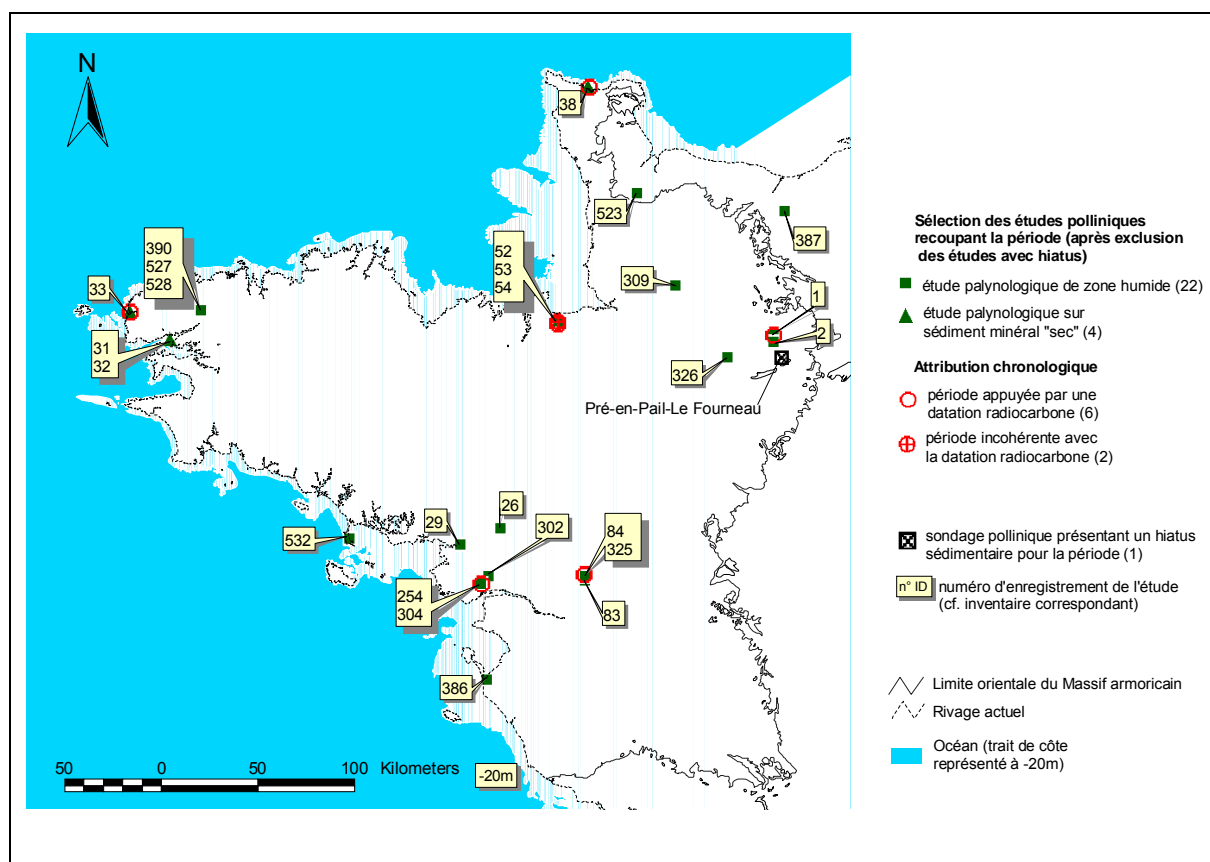 N
38
523
387
390
527
528
52
53
54
33
309
1
2
31
32
326
Pré-en-Pail-Le Fourneau
26
29
302
84
325
532
254
304
83
386
50 0 50 100 Kilometers
-20m
Sélection des études polliniques
recoupant la période (après exclusion
des études avec hiatus)
étude palynologique de zone humide (22)
étude palynologique sur
sédiment minéral "sec" (4)
Attribution chronologique
période appuyée par une
datation radiocarbone (6)
période incohérente avec
la datation radiocarbone (2)
sondage pollinique présentant un hiatus
sédimentaire pour la période (1)
n° ID numéro d'enregistrement de l'étude
(cf. inventaire correspondant)
Limite orientale du Massif armoricain
Rivage actuel
Océan (trait de côte
représenté à -20m)